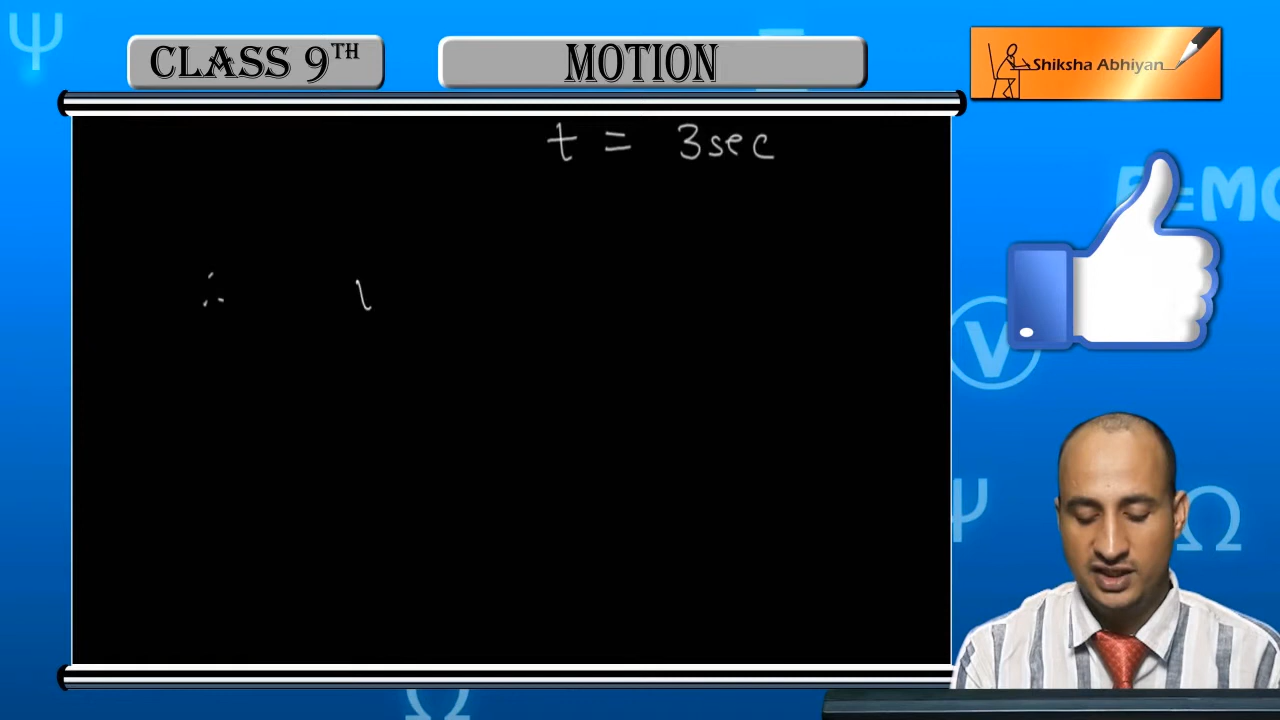 CLASS 9TH
MOTION
Shiksha Abhiyan
t = 3sec
∴
Ψ
V
Ψ
Ω
Ω